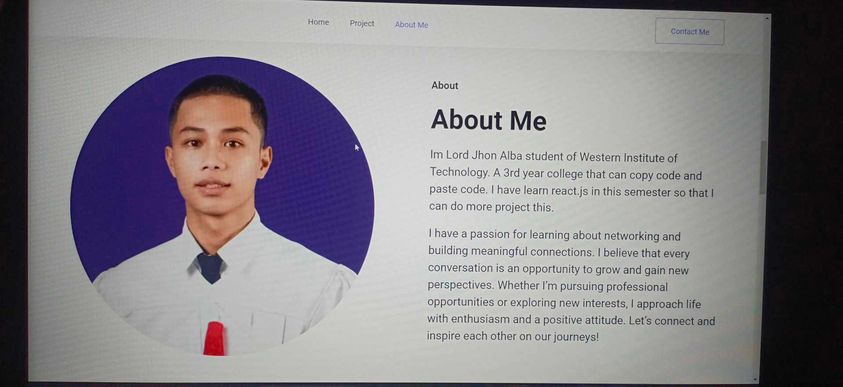 Home Project About Me Contact Me
About
About Me
Im Lord Jhon Alba student of Western Institute of
Technology. A 3rd year college that can copy code and
paste code. I have learn react.js in this semester so that I
can do more project this.
I have a passion for learning about networking and
building meaningful connections. I believe that every
conversation is an opportunity to grow and gain new
perspectives. Whether I'm pursuing professional
opportunities or exploring new interests, I approach life
with enthusiasm and a positive attitude. Let's connect and
inspire each other on our journeys!